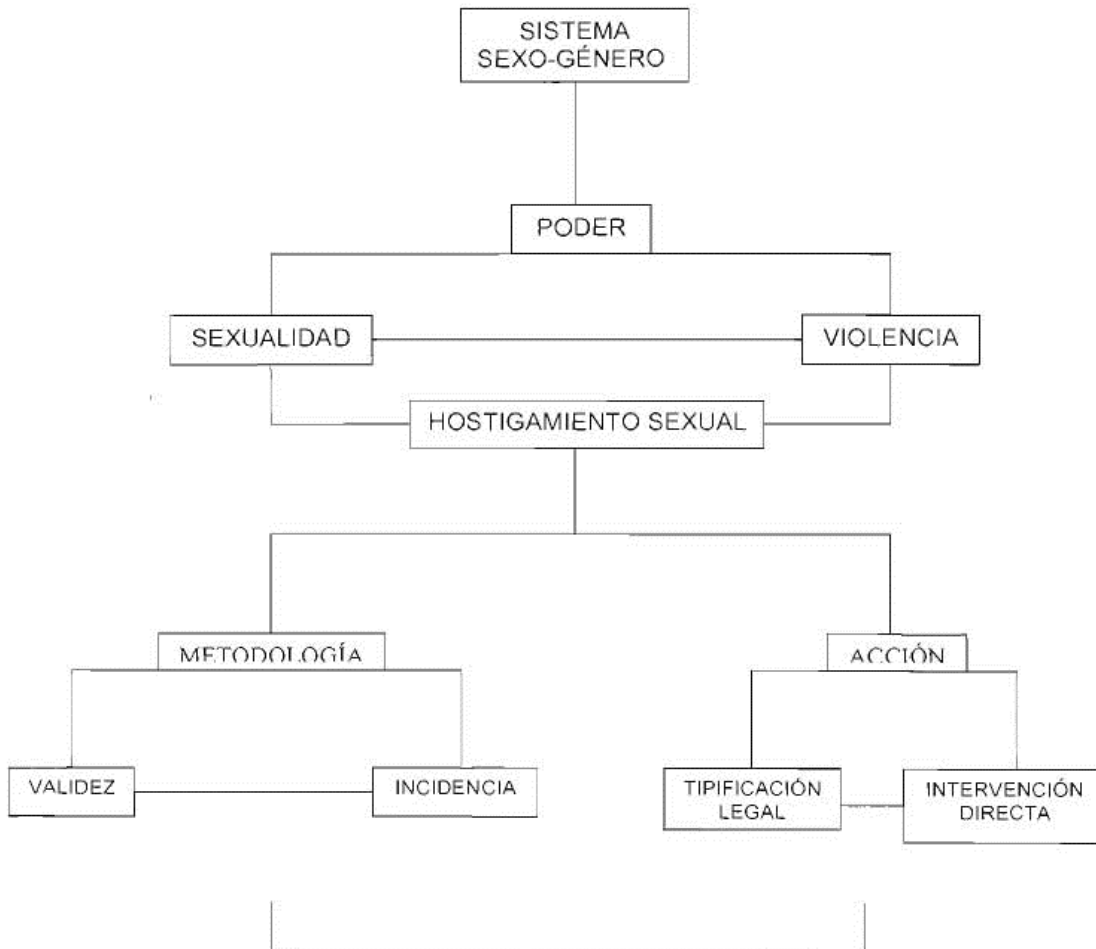 SISTEMA
SEXO-GÉNERO
PODER
SEXUALIDAD
VIOLENCIA
HOSTIGAMIENTO SEXUAL
METODOLOGÍA
ACCIÓN
VALIDEZ
INCIDENCIA
TIPIFICACIÓN
LEGAL
INTERVENCIÓN
DIRECTA